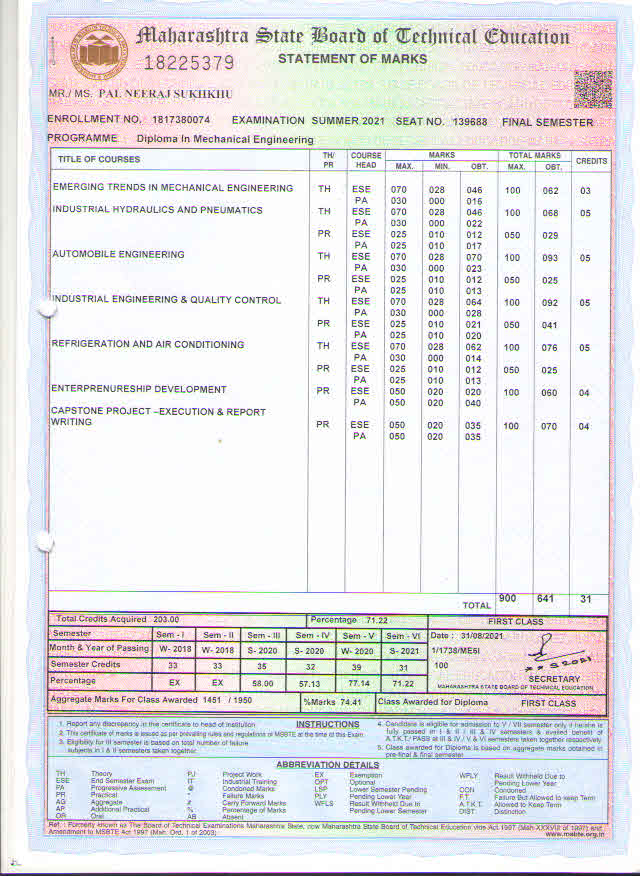 Maharashtra State Board of Technical Education
18225379
STATEMENT OF MARKS
MR./ MS. PAL NEERAJ SUKHKHU
ENROLLMENT NO. 1817380074 EXAMINATION SUMMER 2021 SEAT NO. 139688 FINAL SEMESTER
PROGRAMME Diploma In Mechanical Engineering
TITLE OF COURSES TH/ PR COURSE HEAD MARKS MAX. MIN. OBT. TOTAL MARKS MAX. OBT. CREDITS
EMERGING TRENDS IN MECHANICAL ENGINEERING TH ESE 070 028 046 100 062 03
PA 030 000 016
INDUSTRIAL HYDRAULICS AND PNEUMATICS TH ESE 070 028 046 100 068 05
PA 030 000 022
PR ESE 025 010 012 050 029
PA 025 010 017
AUTOMOBILE ENGINEERING TH ESE 070 028 070 100 093 05
PA 030 000 023
PR ESE 025 010 012 050 025
PA 025 010 013
INDUSTRIAL ENGINEERING & QUALITY CONTROL TH ESE 070 028 064 100 092 05
PA 030 000 028
PR ESE 025 010 021 050 041
PA 025 010 020
REFRIGERATION AND AIR CONDITIONING TH ESE 070 028 062 100 076 05
PA 030 000 014
PR ESE 025 010 012 050 025
PA 025 010 013
ENTERPRENURESHIP DEVELOPMENT PR ESE 050 020 020 100 060 04
PA 050 020 040
CAPSTONE PROJECT –EXECUTION & REPORT
WRITING PR ESE 050 020 035 100 070 04
PA 050 020 035
TOTAL 900 641 31
Total Credits Acquired 203.00 Percentage 71.22 FIRST CLASS
Semester Sem - I Sem - II Sem - III Sem - IV Sem - V Sem - VI Date : 31/08/2021
Month & Year of Passing W- 2018 W- 2018 S- 2020 S- 2020 W- 2020 S- 2021 1/1738/ME6I
Semester Credits 33 33 35 32 39 31 100
Percentage EX EX 58.00 57.13 77.14 71.22 SECRETARY
MAHARASHTRA STATE BOARD OF TECHNICAL EDUCATION
Aggregate Marks For Class Awarded 1451 / 1950 %Marks 74.41 Class Awarded for Diploma FIRST CLASS
INSTRUCTIONS
1. Report any discrepancy in the certificate to head of institution
2. This certificate of marks is issued as per prevailing rules and regulations of MSBTE at the time of this Exam.
3. Eligibility for III semester is based on total number of failure
subjects in I & II semesters taken together.
4. Candidate is eligible for admission to V / VII semester only if he/she is
fully passed in I & II / III & IV semesters & availed benefit of
A.T.K.T./ PASS at III & IV / V & VI semesters taken together respectively
5. Class awarded for Diploma is based on aggregate marks obtained in
pre-final & final semester.
ABBREVIATION DETAILS
TH Theory PJ Project Work EX Exemption WPLY Result Withheld Due to
ESE End Semester Exam IT Industrial Training OPT Optional Pending Lower Year
PA Progressive Assessment @ Condoned Marks LSP Lower Semester Pending CON Condoned
PR Practical * Failure Marks PLY Pending Lower Year F.T. Failure But Allowed to Keep Term
AG Aggregate # Carry Forward Marks WFLS Result Withheld Due to A.T.K.T. Allowed to Keep Term
AP Additional Practical % Percentage of Marks Pending Lower Semester DIST. Distinction
OR Oral AB Absent
Ref. : Formerly known as The Board of Technical Examinations Maharashtra State, now Maharashtra State Board of Technical Education vide Act 1997 (Mah-XXXVIII of 1997) and
Amendment to MSBTE Act 1997 (Mah. Ord. 1 of 2003)
www.msbte.org.in